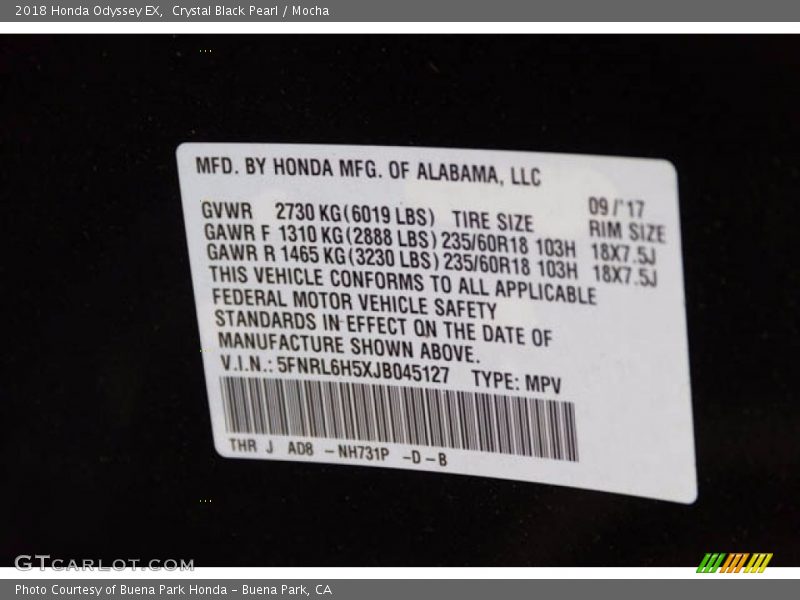 2018 Honda Odyssey EX, Crystal Black Pearl / Mocha
MFD. BY HONDA MFG. OF ALABAMA, LLC
09/'17
GVWR 2730 KG(6019 LBS) TIRE SIZE RIM SIZE
GAWR F 1310 KG(2888 LBS) 235/60R18 103H 18X7.5J
GAWR R 1465 KG(3230 LBS) 235/60R18 103H 18X7.5J
THIS VEHICLE CONFORMS TO ALL APPLICABLE
FEDERAL MOTOR VEHICLE SAFETY
STANDARDS IN EFFECT ON THE DATE OF
MANUFACTURE SHOWN ABOVE.
V.I.N.: 5FNRL6H5XJB045127 TYPE: MPV
THR J AD8 -NH731P -D-B
GTCARLOT.COM
Photo Courtesy of Buena Park Honda - Buena Park, CA